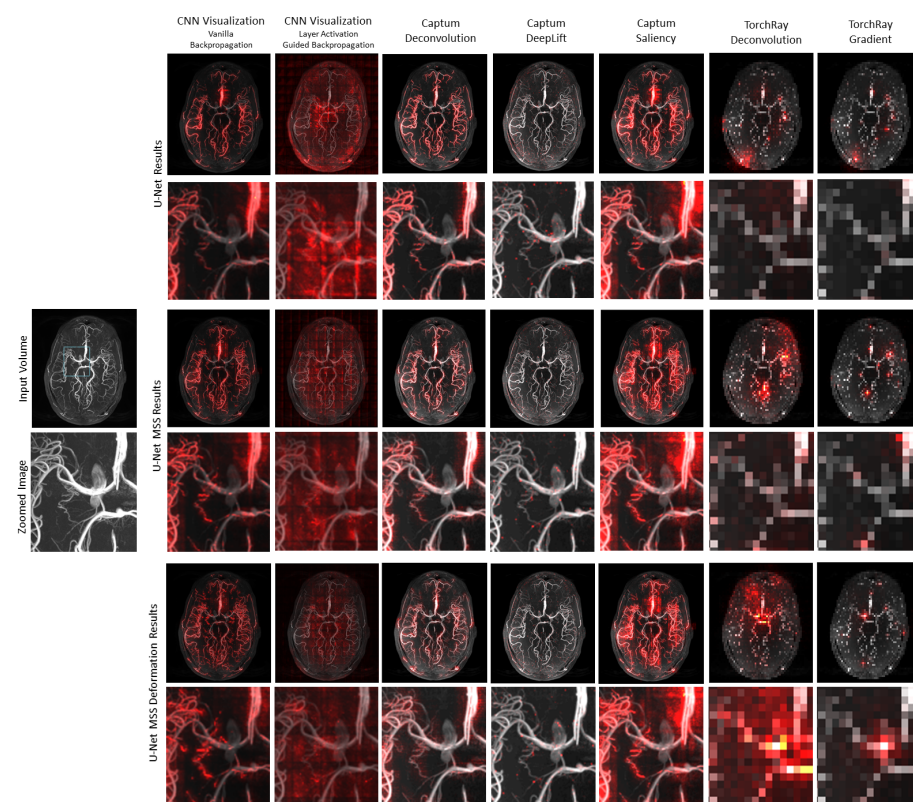 CNN Visualization
Vanilla
Backpropagation
CNN Visualization
Layer Activation
Guided Backpropagation
Captum
Deconvolution
Captum
DeepLift
Captum
Saliency
TorchRay
Deconvolution
TorchRay
Gradient
U-Net Results
Input Volume
Zoomed Image
U-Net MSS Results
U-Net MSS Deformation Results